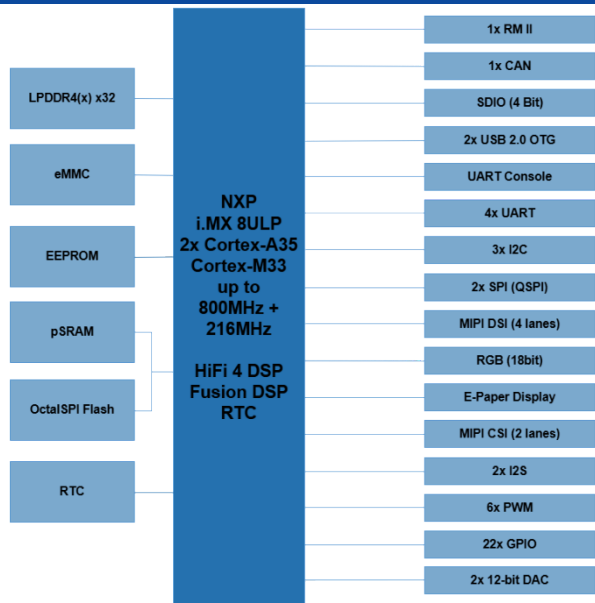 LPDDR4(x) x32
eMMC
EEPROM
pSRAM
OctalSPI Flash
RTC
NXP
i.MX 8ULP
2x Cortex-A35
Cortex-M33
up to
800MHz +
216MHz
HiFi 4 DSP
Fusion DSP
RTC
1x RM II
1x CAN
SDIO (4 Bit)
2x USB 2.0 OTG
UART Console
4x UART
3x I2C
2x SPI (QSPI)
MIPI DSI (4 lanes)
RGB (18bit)
E-Paper Display
MIPI CSI (2 lanes)
2x I2S
6x PWM
22x GPIO
2x 12-bit DAC